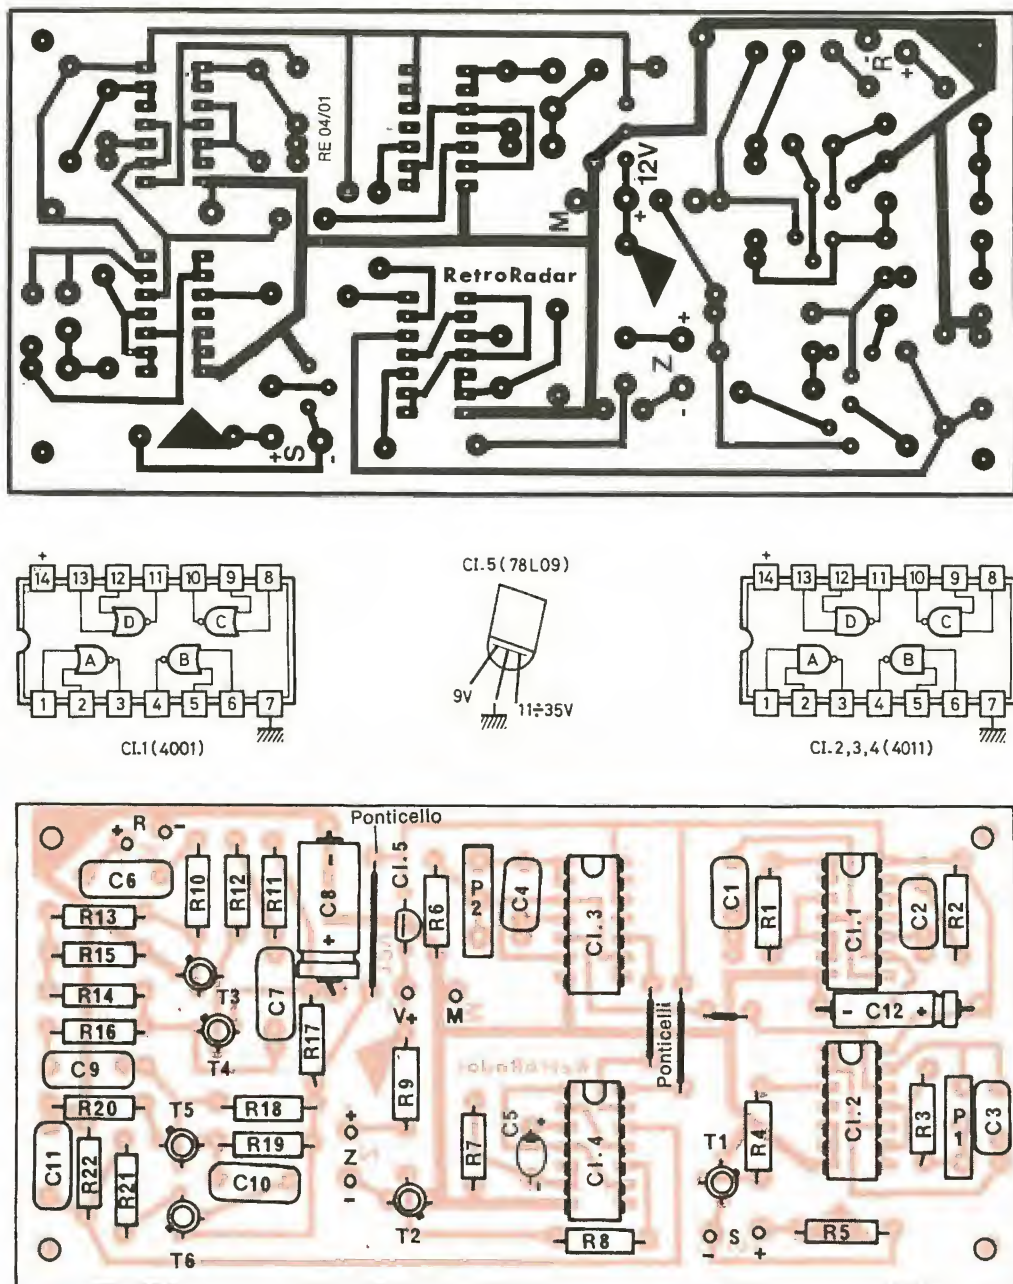 RE 04/01
M
12V
+
R
-
+
RetroRadar
+
Z
-
+
S
-
CI.5 (78L09)
9V
11÷35V
+
14 13 12 11 10 9 8
D C
A B
1 2 3 4 5 6 7
CI.1 (4001)
+
14 13 12 11 10 9 8
D C
A B
1 2 3 4 5 6 7
CI.2,3,4 (4011)
Ponticello
+ R -
C6
R10
R12
R11
C8
- +
CI.5
R6
P2
C4
CI.3
C1
R1
CI.1
C2
R2
R13
R15
R14
R16
T3
T4
C7
R17
V+
M
Ponticelli
- C12 +
C9
R20
T5
R18
R19
C10
+
Z
-
R9
R7
C5
+
-
CI.4
T1
R4
CI.2
R3
P1
C3
C11
R22
R21
T6
T2
R8
- S +
R5